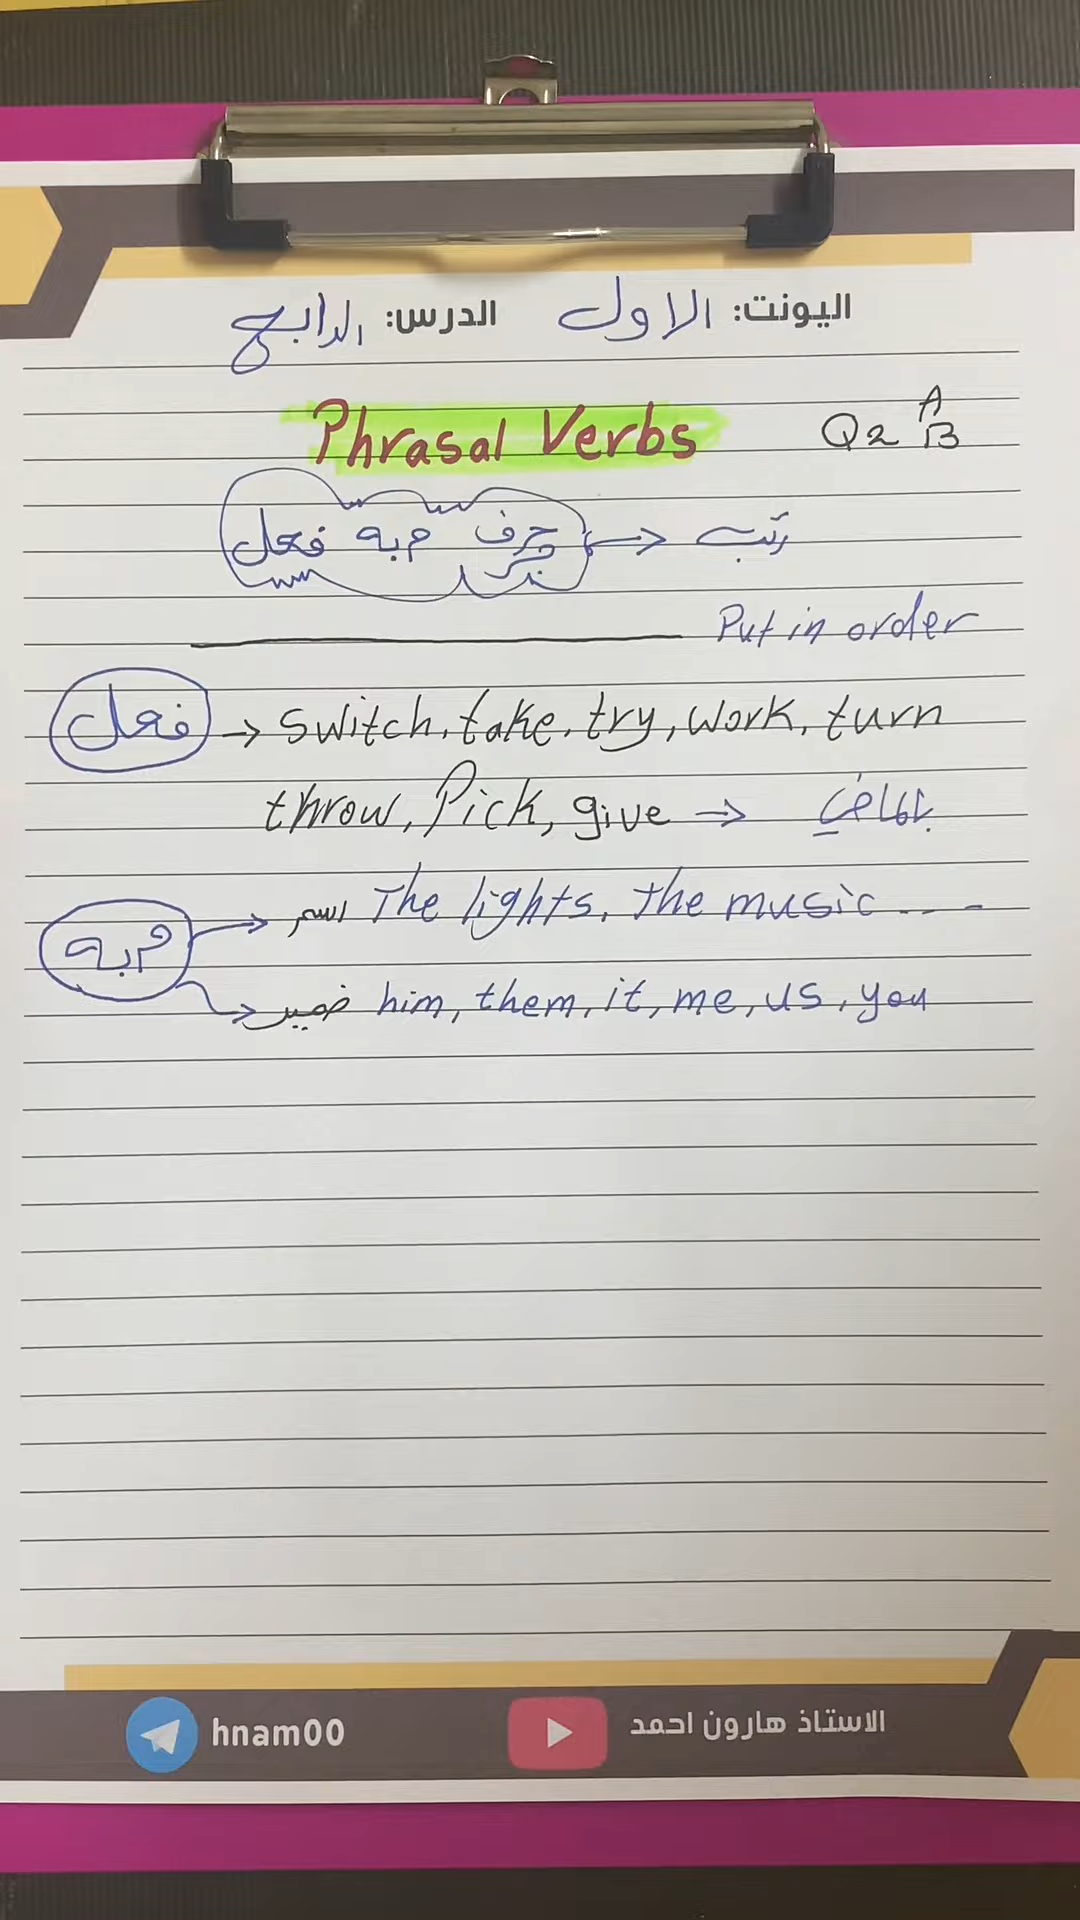 اليونت: الاول الدرس: الرابع
Phrasal Verbs Q2 A B
رتب → فعل م به حرف جر
Put in order
فعل → switch, take, try, work, turn
throw, Pick, give → بالماضي
م به → اسم The lights, the music ----
→ ضمير him, them, it, me, us, you
hnam00 الاستاذ هارون احمد